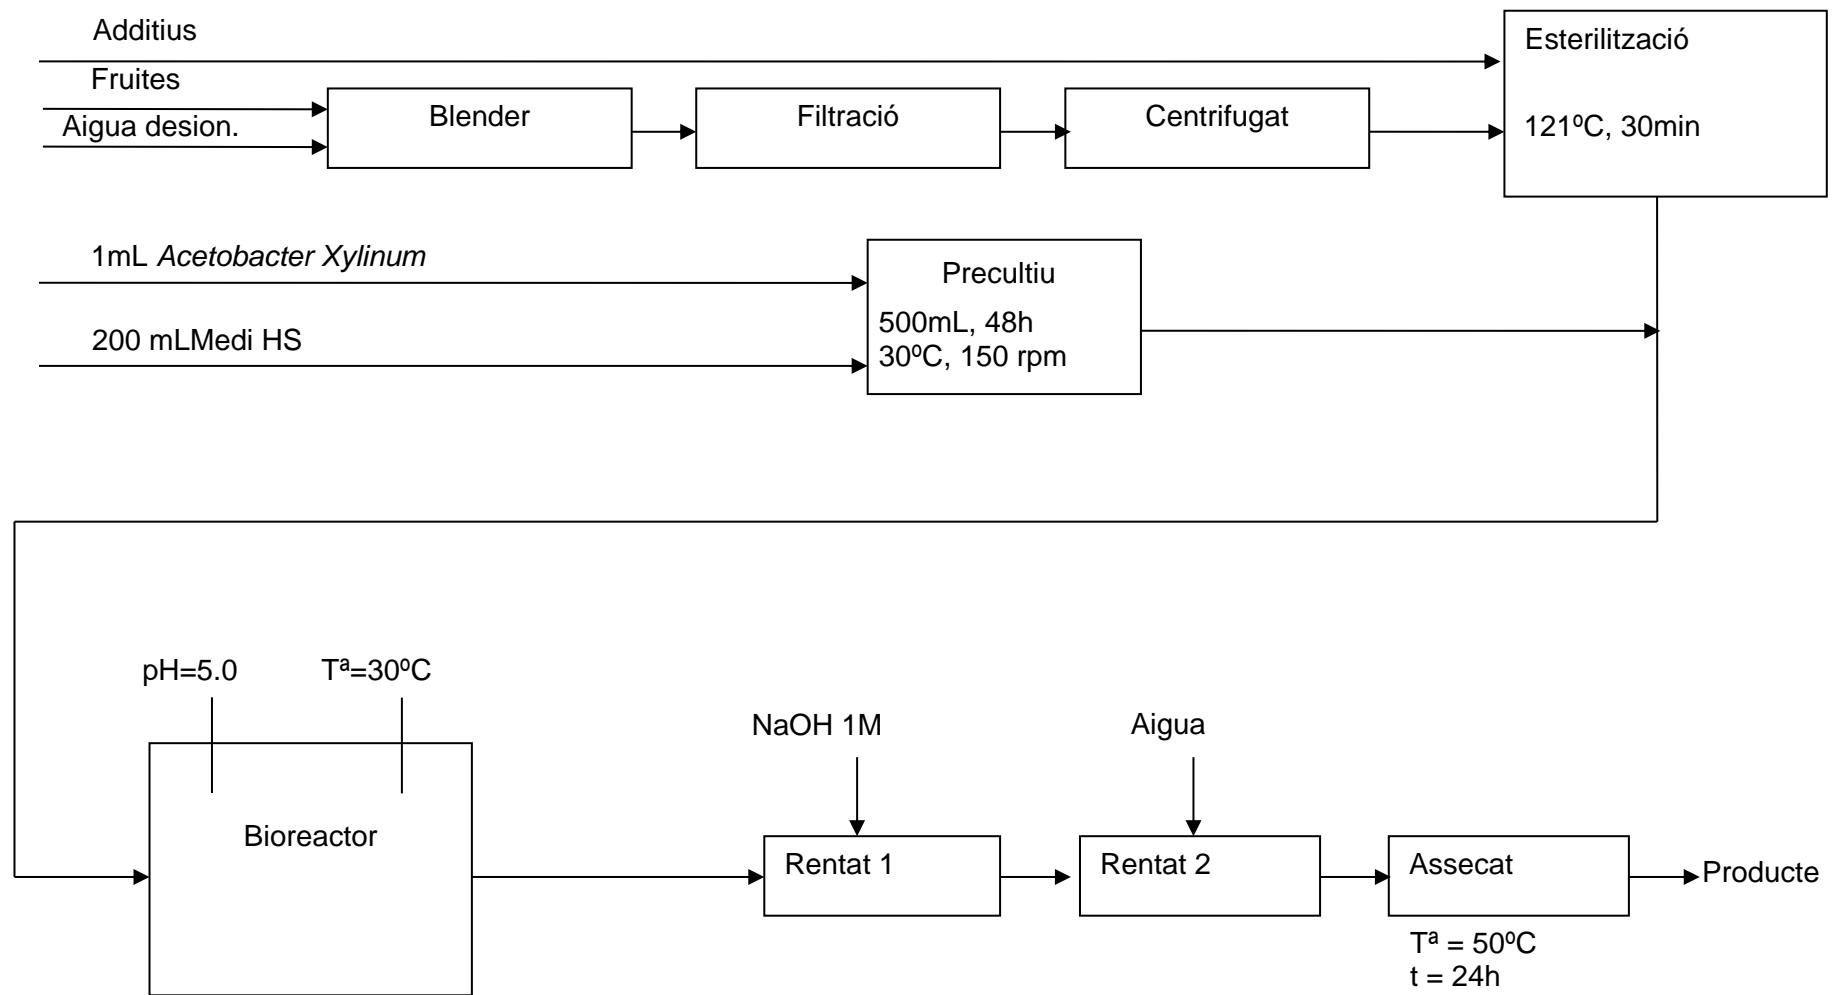 Additius
Esterilització
Fruites
Aigua desion.
Blender
Filtració
Centrifugat
121ºC, 30min
1mL Acetobacter Xylinum
Precultiu
200 mLMedi HS
500mL, 48h
30ºC, 150 rpm
pH=5.0
Tª=30ºC
NaOH 1M
Aigua
Bioreactor
Rentat 1
Rentat 2
Assecat
Producte
Tª = 50ºC
t = 24h